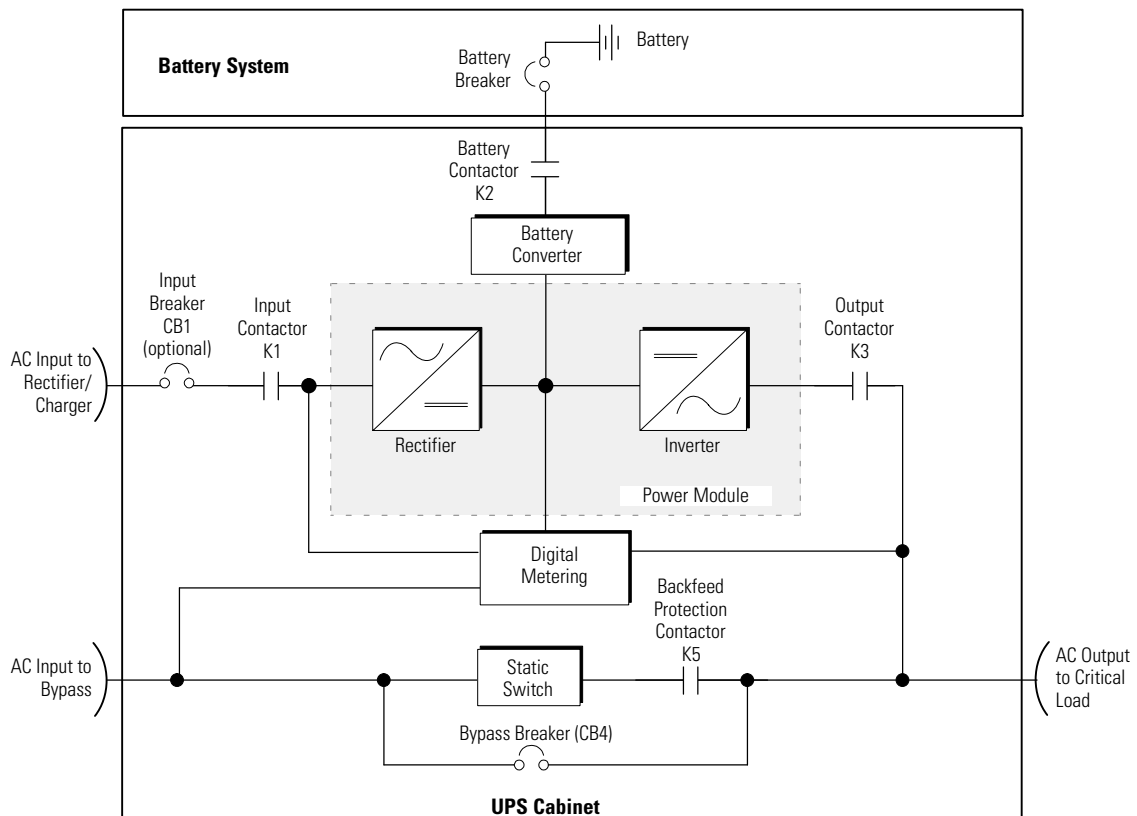 Battery System
Battery
Battery
Breaker
Battery
Contactor
K2
Battery
Converter
Input
Breaker
CB1
(optional)
Input
Contactor
K1
Output
Contactor
K3
AC Input to
Rectifier/
Charger
Rectifier
Inverter
Power Module
Digital
Metering
Backfeed
Protection
Contactor
K5
AC Input to
Bypass
Static
Switch
AC Output
to Critical
Load
Bypass Breaker (CB4)
UPS Cabinet